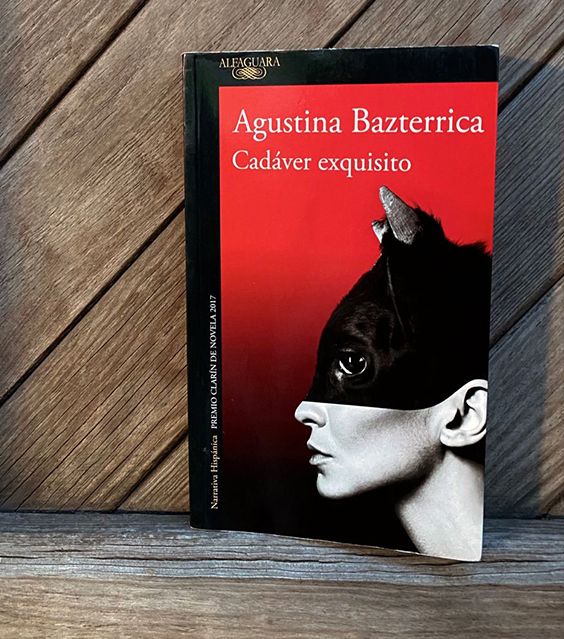 ALFAGUARA
Agustina Bazterrica
Cadáver exquisito
Narrativa Hispánica PREMIO CLARÍN DE NOVELA 2017